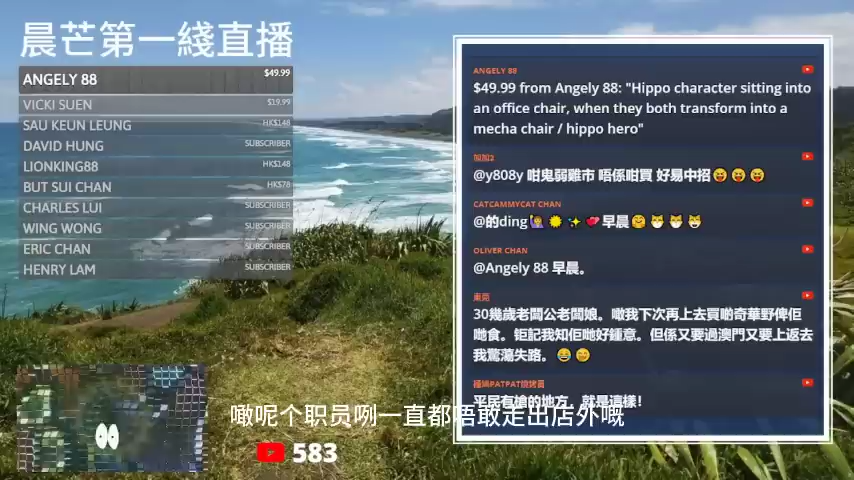 晨芒第一綫直播
ANGELY 88 $49.99
VICKI SUEN $19.99
SAU KEUN LEUNG HK$148
DAVID HUNG SUBSCRIBER
LIONKING88 HK$148
BUT SUI CHAN HK$78
CHARLES LUI SUBSCRIBER
WING WONG SUBSCRIBER
ERIC CHAN SUBSCRIBER
HENRY LAM SUBSCRIBER
ANGELY 88
$49.99 from Angely 88: "Hippo character sitting into
an office chair, when they both transform into a
mecha chair / hippo hero"
加加2
@y808y 咁鬼弱雞市 唔係咁買 好易中招😝😝😝
CATCAMMYCAT CHAN
@的ding🙋‍♀️☀️✨💕早晨🤗😸😸😸
OLIVER CHAN
@Angely 88 早晨。
30幾歲老闆公老闆娘。噉我下次再上去買啲奇華野俾佢
哋食。鉅記我知佢哋好鍾意。但係又要過澳門又要上返去
我驚蕩失路。😂😄
平民有槍的地方，就是這樣！
噉呢个职员咧一直都唔敢走出店外嘅
583